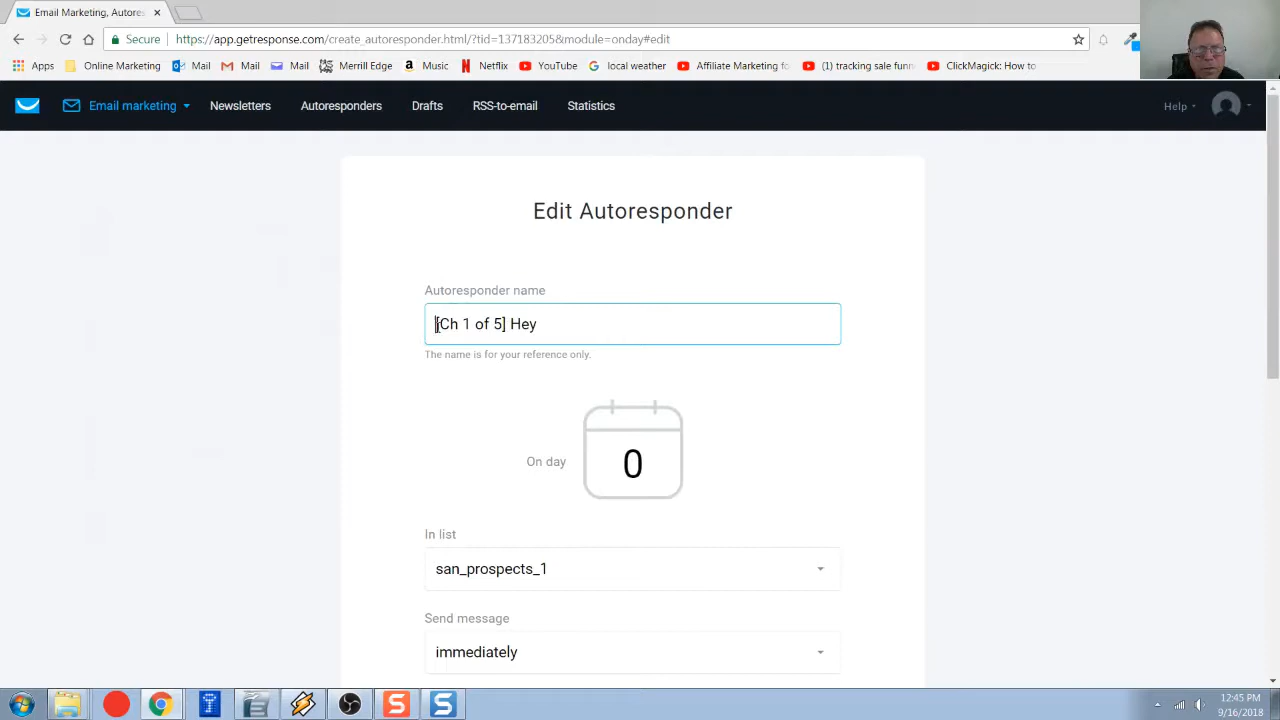 Email Marketing, Autores
Secure
https://app.getresponse.com/create_autoresponder.html/?tid=137183205&module=onday#edit
Apps
Online Marketing
Mail
Mail
Mail
Merrill Edge
Music
Netflix
YouTube
local weather
Affiliate Marketing fo
(1) tracking sale funn
ClickMagick: How to
Email marketing
Newsletters
Autoresponders
Drafts
RSS-to-email
Statistics
Help
Edit Autoresponder
Autoresponder name
[Ch 1 of 5] Hey
The name is for your reference only.
On day
0
In list
san_prospects_1
Send message
immediately
12:45 PM
9/16/2018